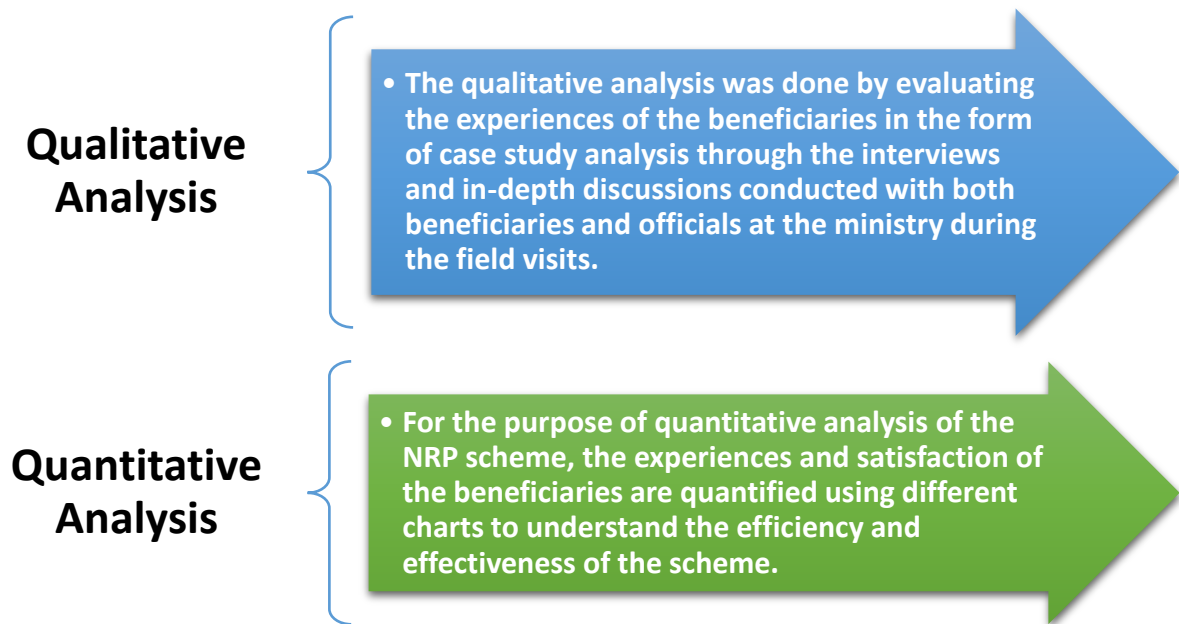 Qualitative
Analysis
• The qualitative analysis was done by evaluating
the experiences of the beneficiaries in the form
of case study analysis through the interviews
and in-depth discussions conducted with both
beneficiaries and officials at the ministry during
the field visits.
Quantitative
Analysis
• For the purpose of quantitative analysis of the
NRP scheme, the experiences and satisfaction of
the beneficiaries are quantified using different
charts to understand the efficiency and
effectiveness of the scheme.